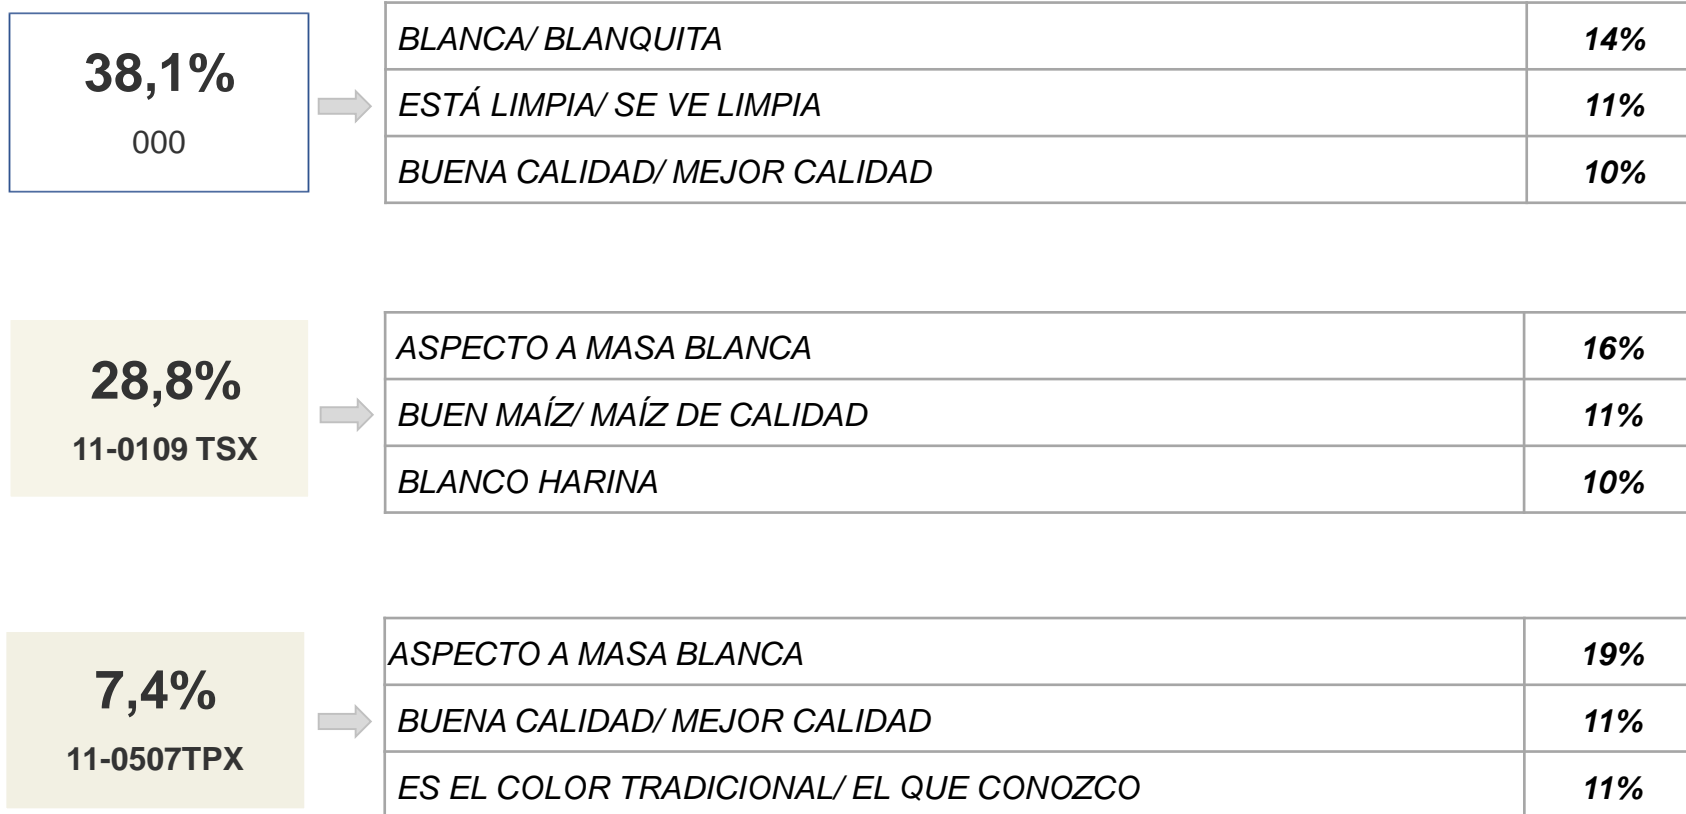 38,1%
000
BLANCA/ BLANQUITA 14%
ESTÁ LIMPIA/ SE VE LIMPIA 11%
BUENA CALIDAD/ MEJOR CALIDAD 10%
28,8%
11-0109 TSX
ASPECTO A MASA BLANCA 16%
BUEN MAÍZ/ MAÍZ DE CALIDAD 11%
BLANCO HARINA 10%
7,4%
11-0507TPX
ASPECTO A MASA BLANCA 19%
BUENA CALIDAD/ MEJOR CALIDAD 11%
ES EL COLOR TRADICIONAL/ EL QUE CONOZCO 11%